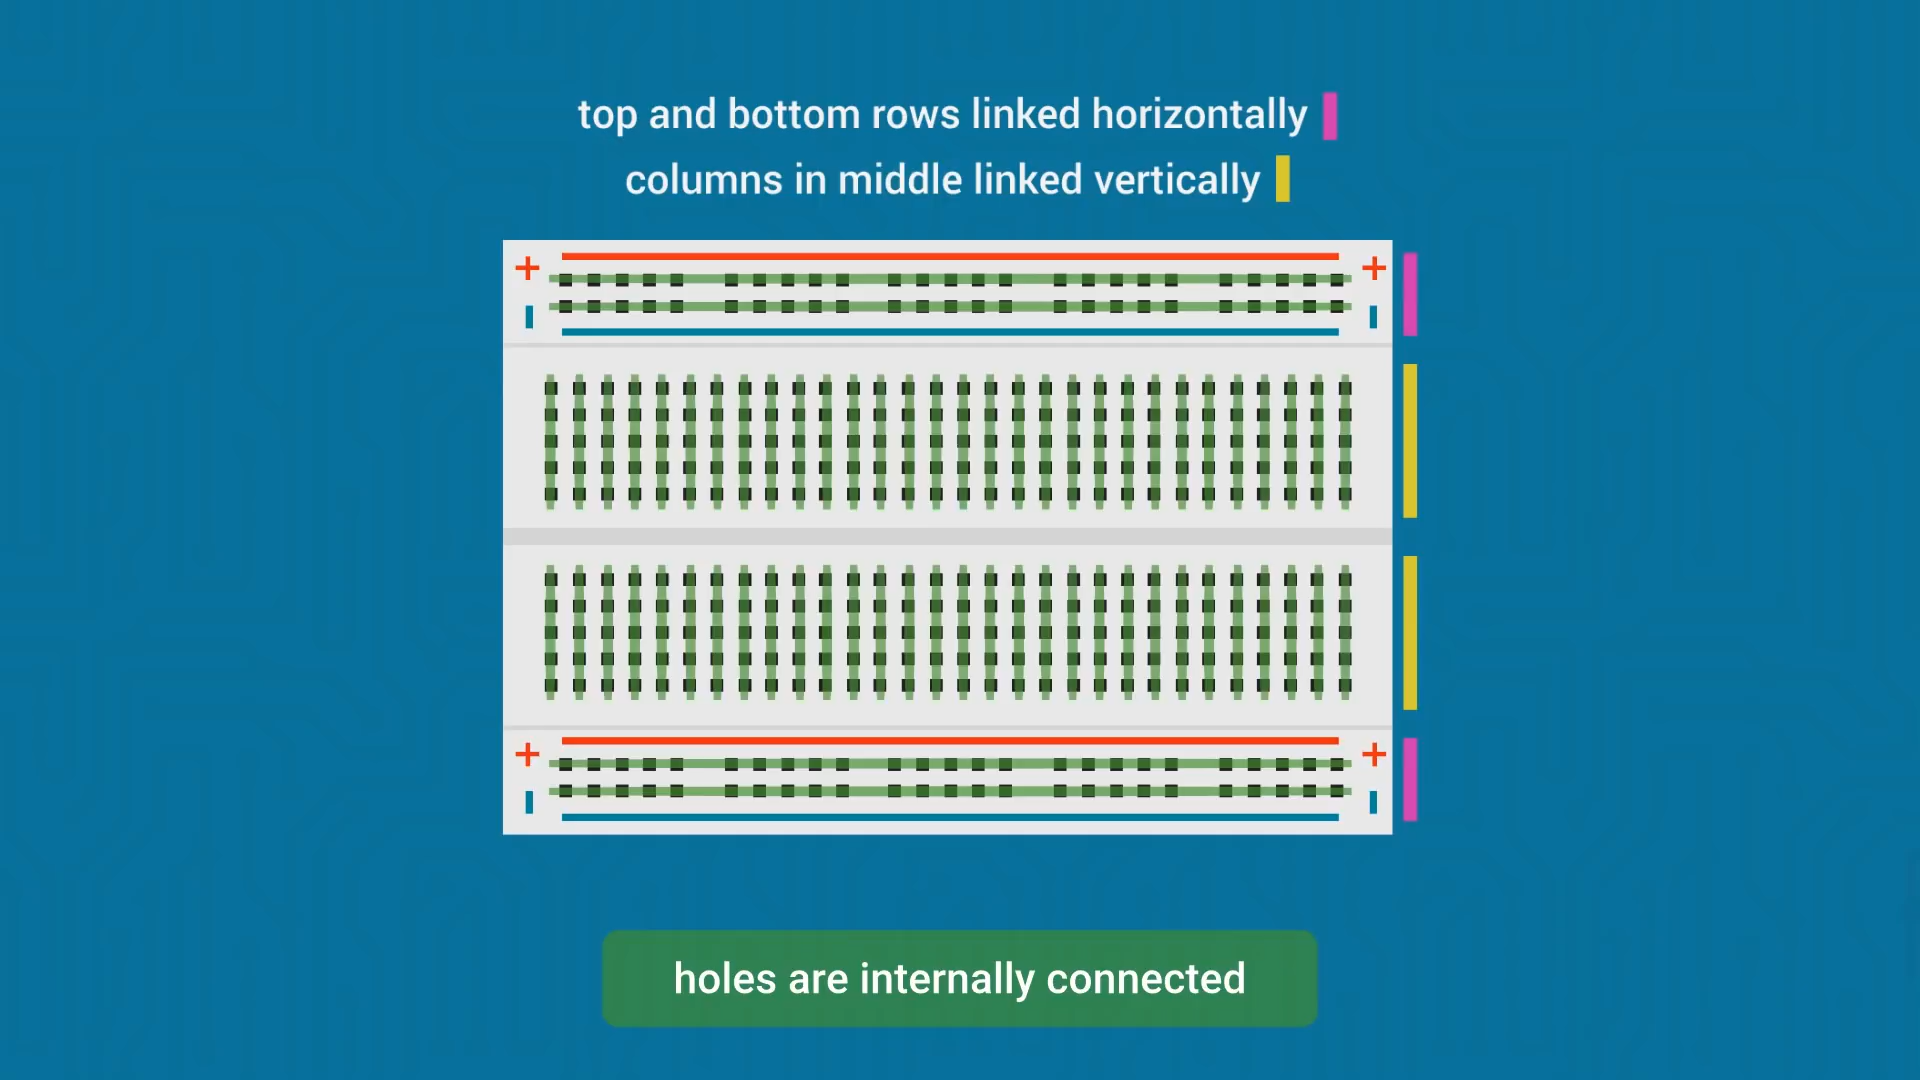 top and bottom rows linked horizontally
columns in middle linked vertically
+ +
+ +
holes are internally connected